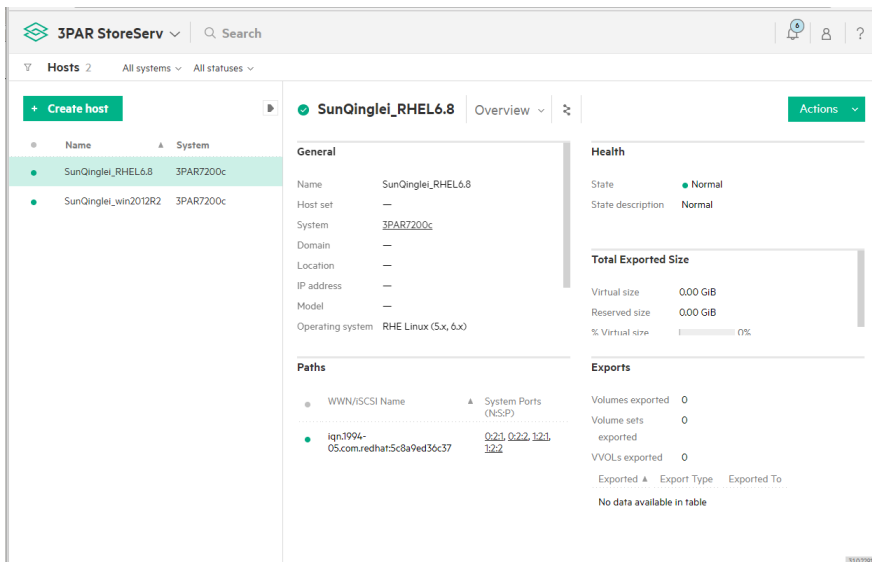 3PAR StoreServ
Search
6
?
Hosts 2
All systems
All statuses
+ Create host
Name
System
SunQinglei_RHEL6.8
3PAR7200c
SunQinglei_win2012R2
3PAR7200c
SunQinglei_RHEL6.8
Overview
Actions
General
Name
SunQinglei_RHEL6.8
Host set
—
System
3PAR7200c
Domain
—
Location
—
IP address
—
Model
—
Operating system
RHE Linux (5.x, 6.x)
Health
State
Normal
State description
Normal
Total Exported Size
Virtual size
0.00 GiB
Reserved size
0.00 GiB
% Virtual size
0%
Paths
WWN/iSCSI Name
System Ports
(N:S:P)
iqn.1994-
05.com.redhat:5c8a9ed36c37
0:2:1, 0:2:2, 1:2:1,
1:2:2
Exports
Volumes exported
0
Volume sets
exported
0
VVOLs exported
0
Exported
Export Type
Exported To
No data available in table